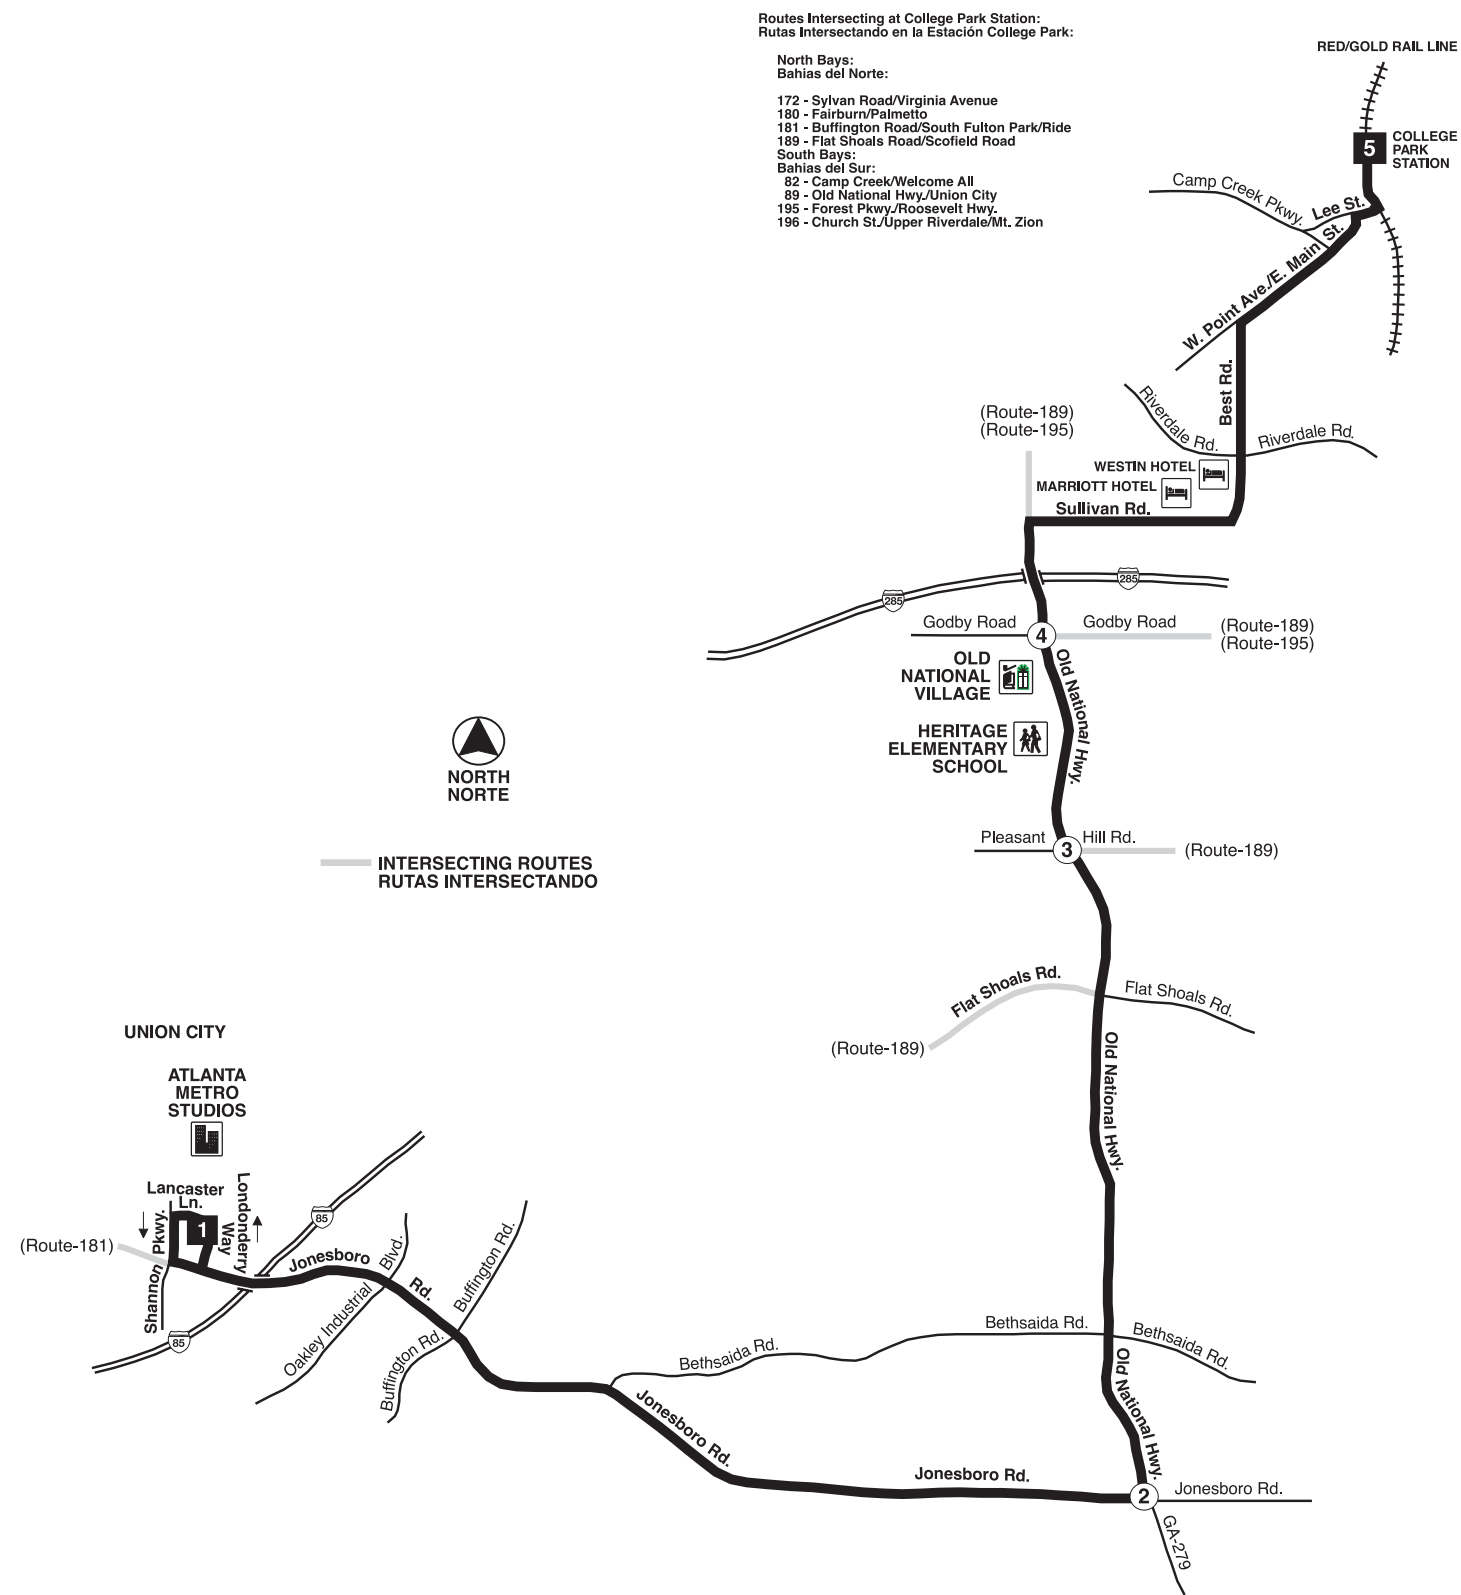 Routes Intersecting at College Park Station:
Rutas Intersectando en la Estación College Park:
North Bays:
Bahias del Norte:
172 - Sylvan Road/Virginia Avenue
180 - Fairburn/Palmetto
181 - Buffington Road/South Fulton Park/Ride
189 - Flat Shoals Road/Scofield Road
South Bays:
Bahias del Sur:
82 - Camp Creek/Welcome All
89 - Old National Hwy./Union City
195 - Forest Pkwy./Roosevelt Hwy.
196 - Church St./Upper Riverdale/Mt. Zion
RED/GOLD RAIL LINE
5
COLLEGE
PARK
STATION
Camp Creek Pkwy.
Lee St.
W. Point Ave./E. Main St.
Best Rd.
Riverdale Rd.
Riverdale Rd.
(Route-189)
(Route-195)
WESTIN HOTEL
MARRIOTT HOTEL
Sullivan Rd.
285
285
Godby Road
4
Godby Road
(Route-189)
(Route-195)
OLD
NATIONAL
VILLAGE
Old National Hwy.
HERITAGE
ELEMENTARY
SCHOOL
NORTH
NORTE
Pleasant
3
Hill Rd.
(Route-189)
INTERSECTING ROUTES
RUTAS INTERSECTANDO
Flat Shoals Rd.
Flat Shoals Rd.
(Route-189)
Old National Hwy.
UNION CITY
ATLANTA
METRO
STUDIOS
Lancaster
Ln.
Londonderry
Way
1
Shannon Pkwy.
(Route-181)
85
85
Jonesboro Rd.
Oakley Industrial Blvd.
Buffington Rd.
Buffington Rd.
Bethsaida Rd.
Bethsaida Rd.
Bethsaida Rd.
Old National Hwy.
Jonesboro Rd.
Jonesboro Rd.
2
Jonesboro Rd.
GA-279